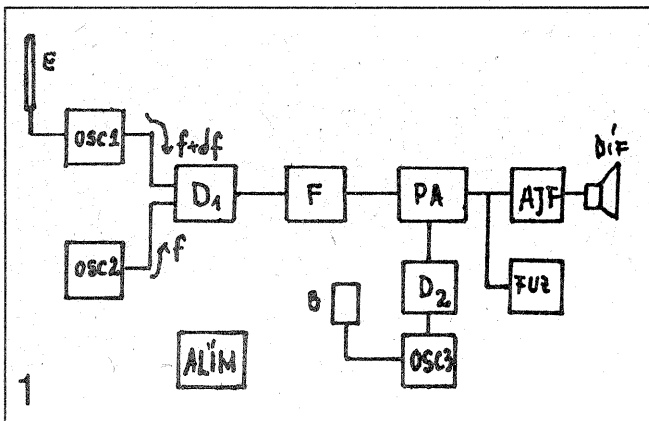 E
OSC1
f+df
D1
F
PA
AJF
DIF
OSC2
f
B
D2
FUZ
ALIM
OSC3
1